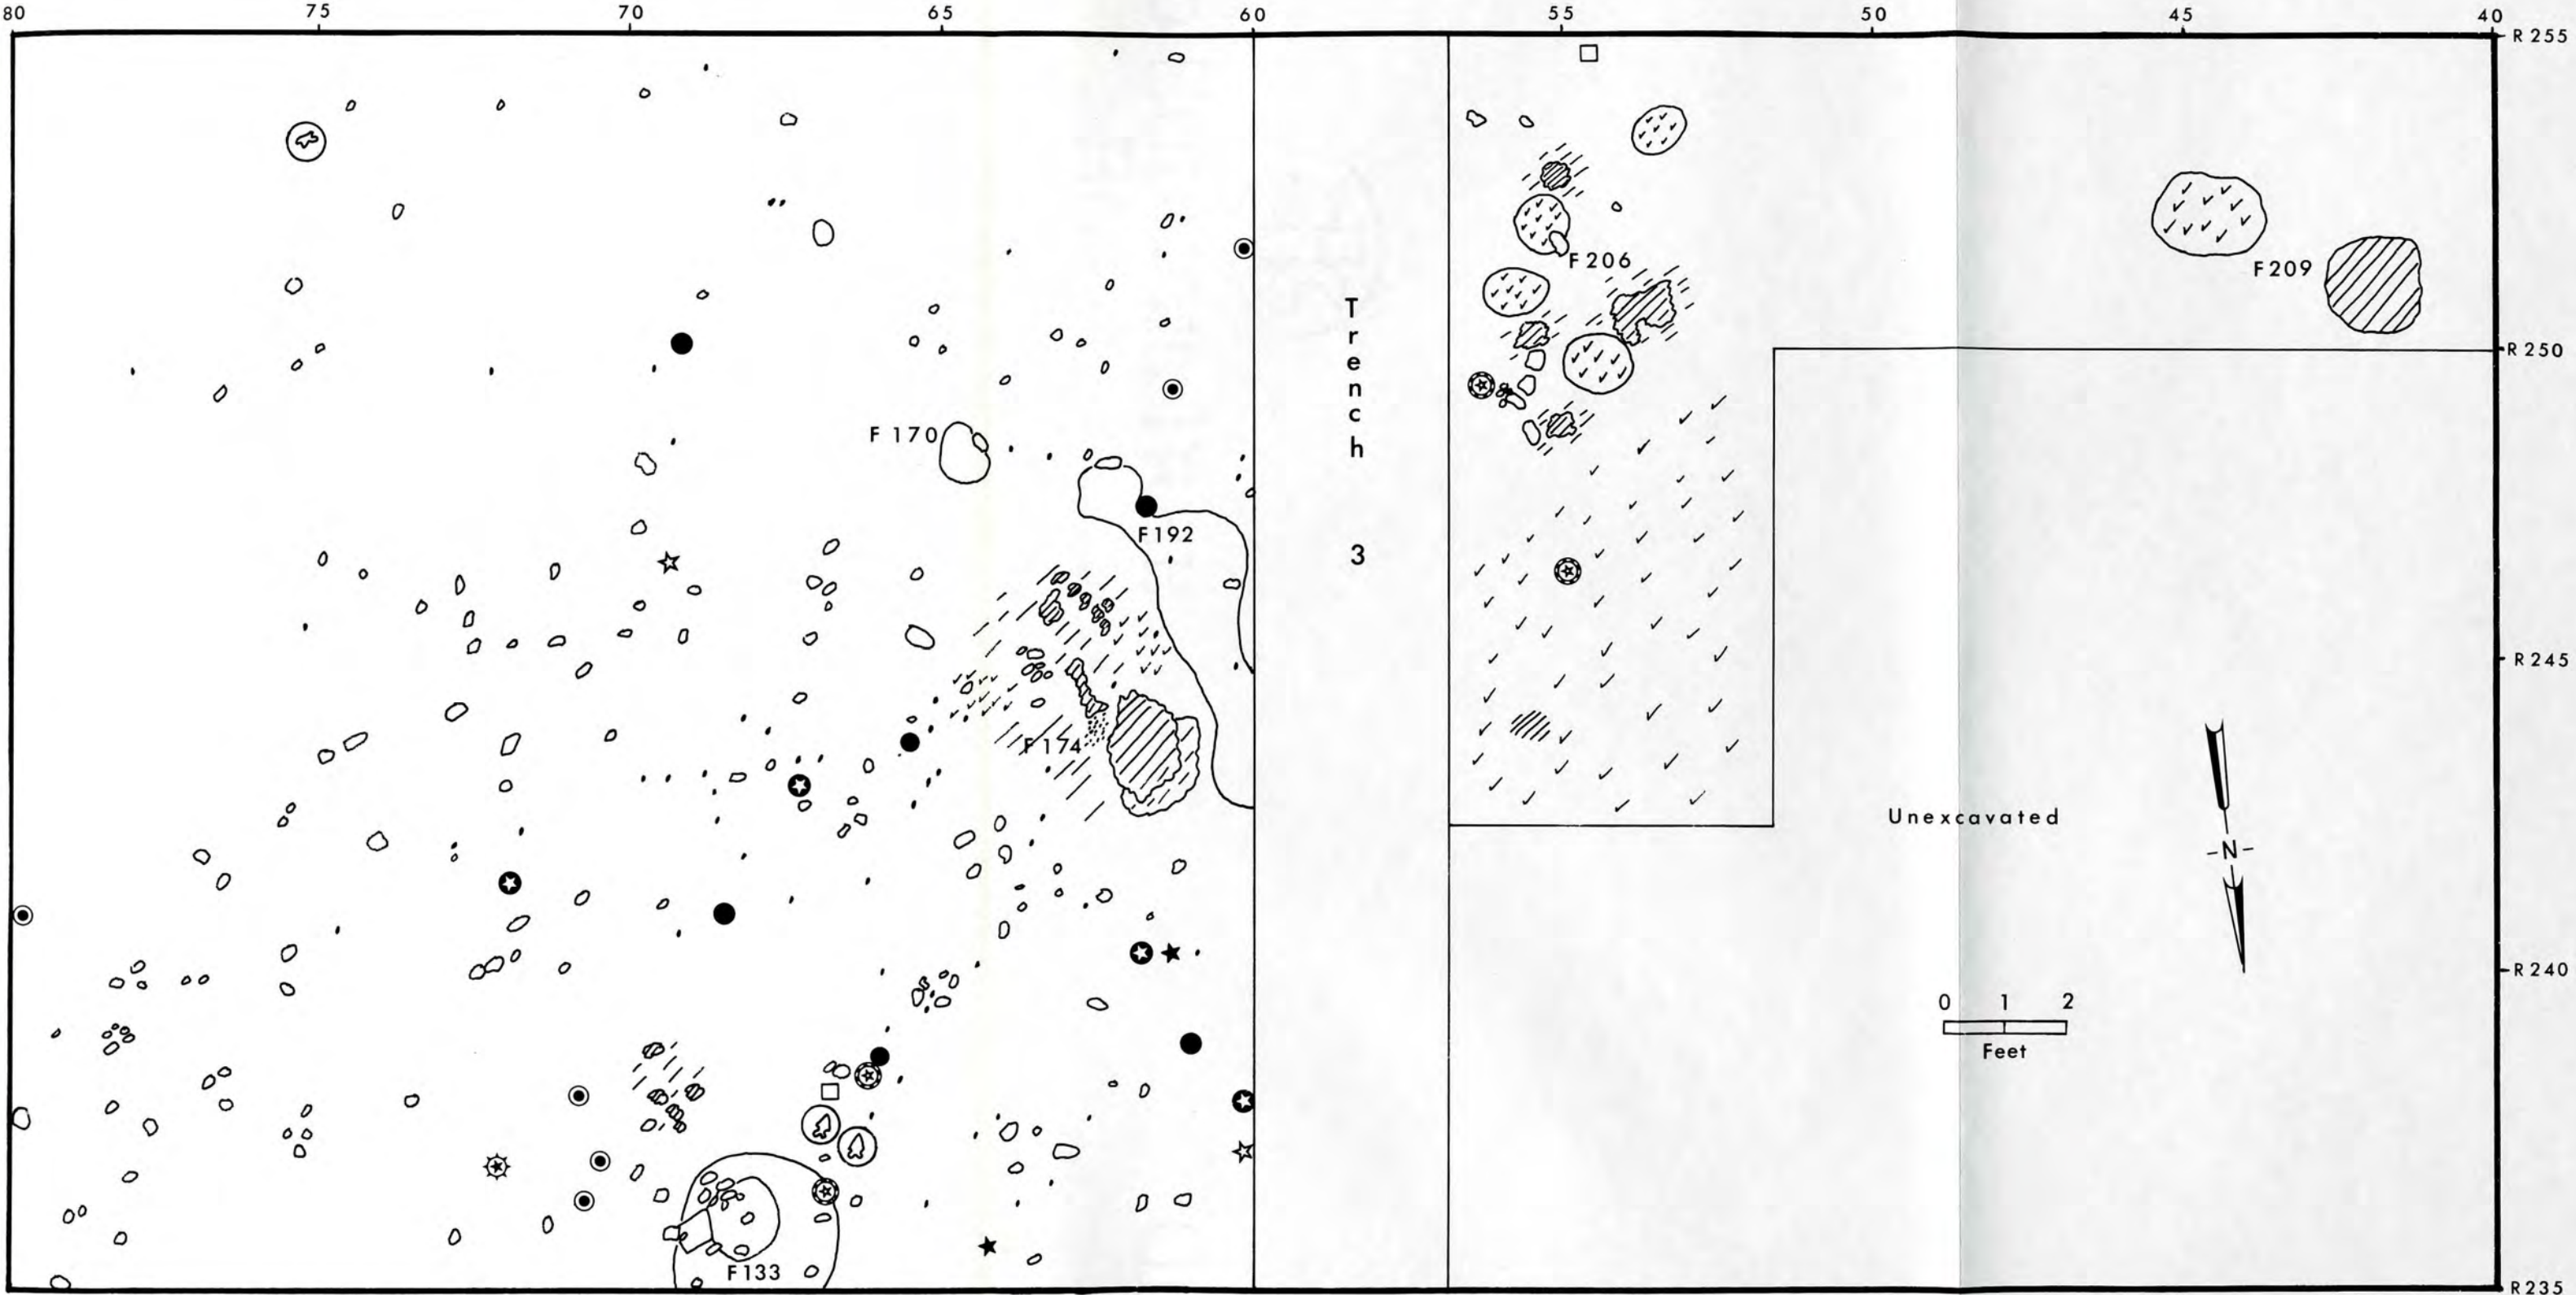 80 75 70 65 60 55 50 45 40
R 255
F 206
F 209
Trench
3
R 250
F 170
F 192
R 245
F 174
Unexcavated
-N-
R 240
0 1 2
Feet
F 133
R 235